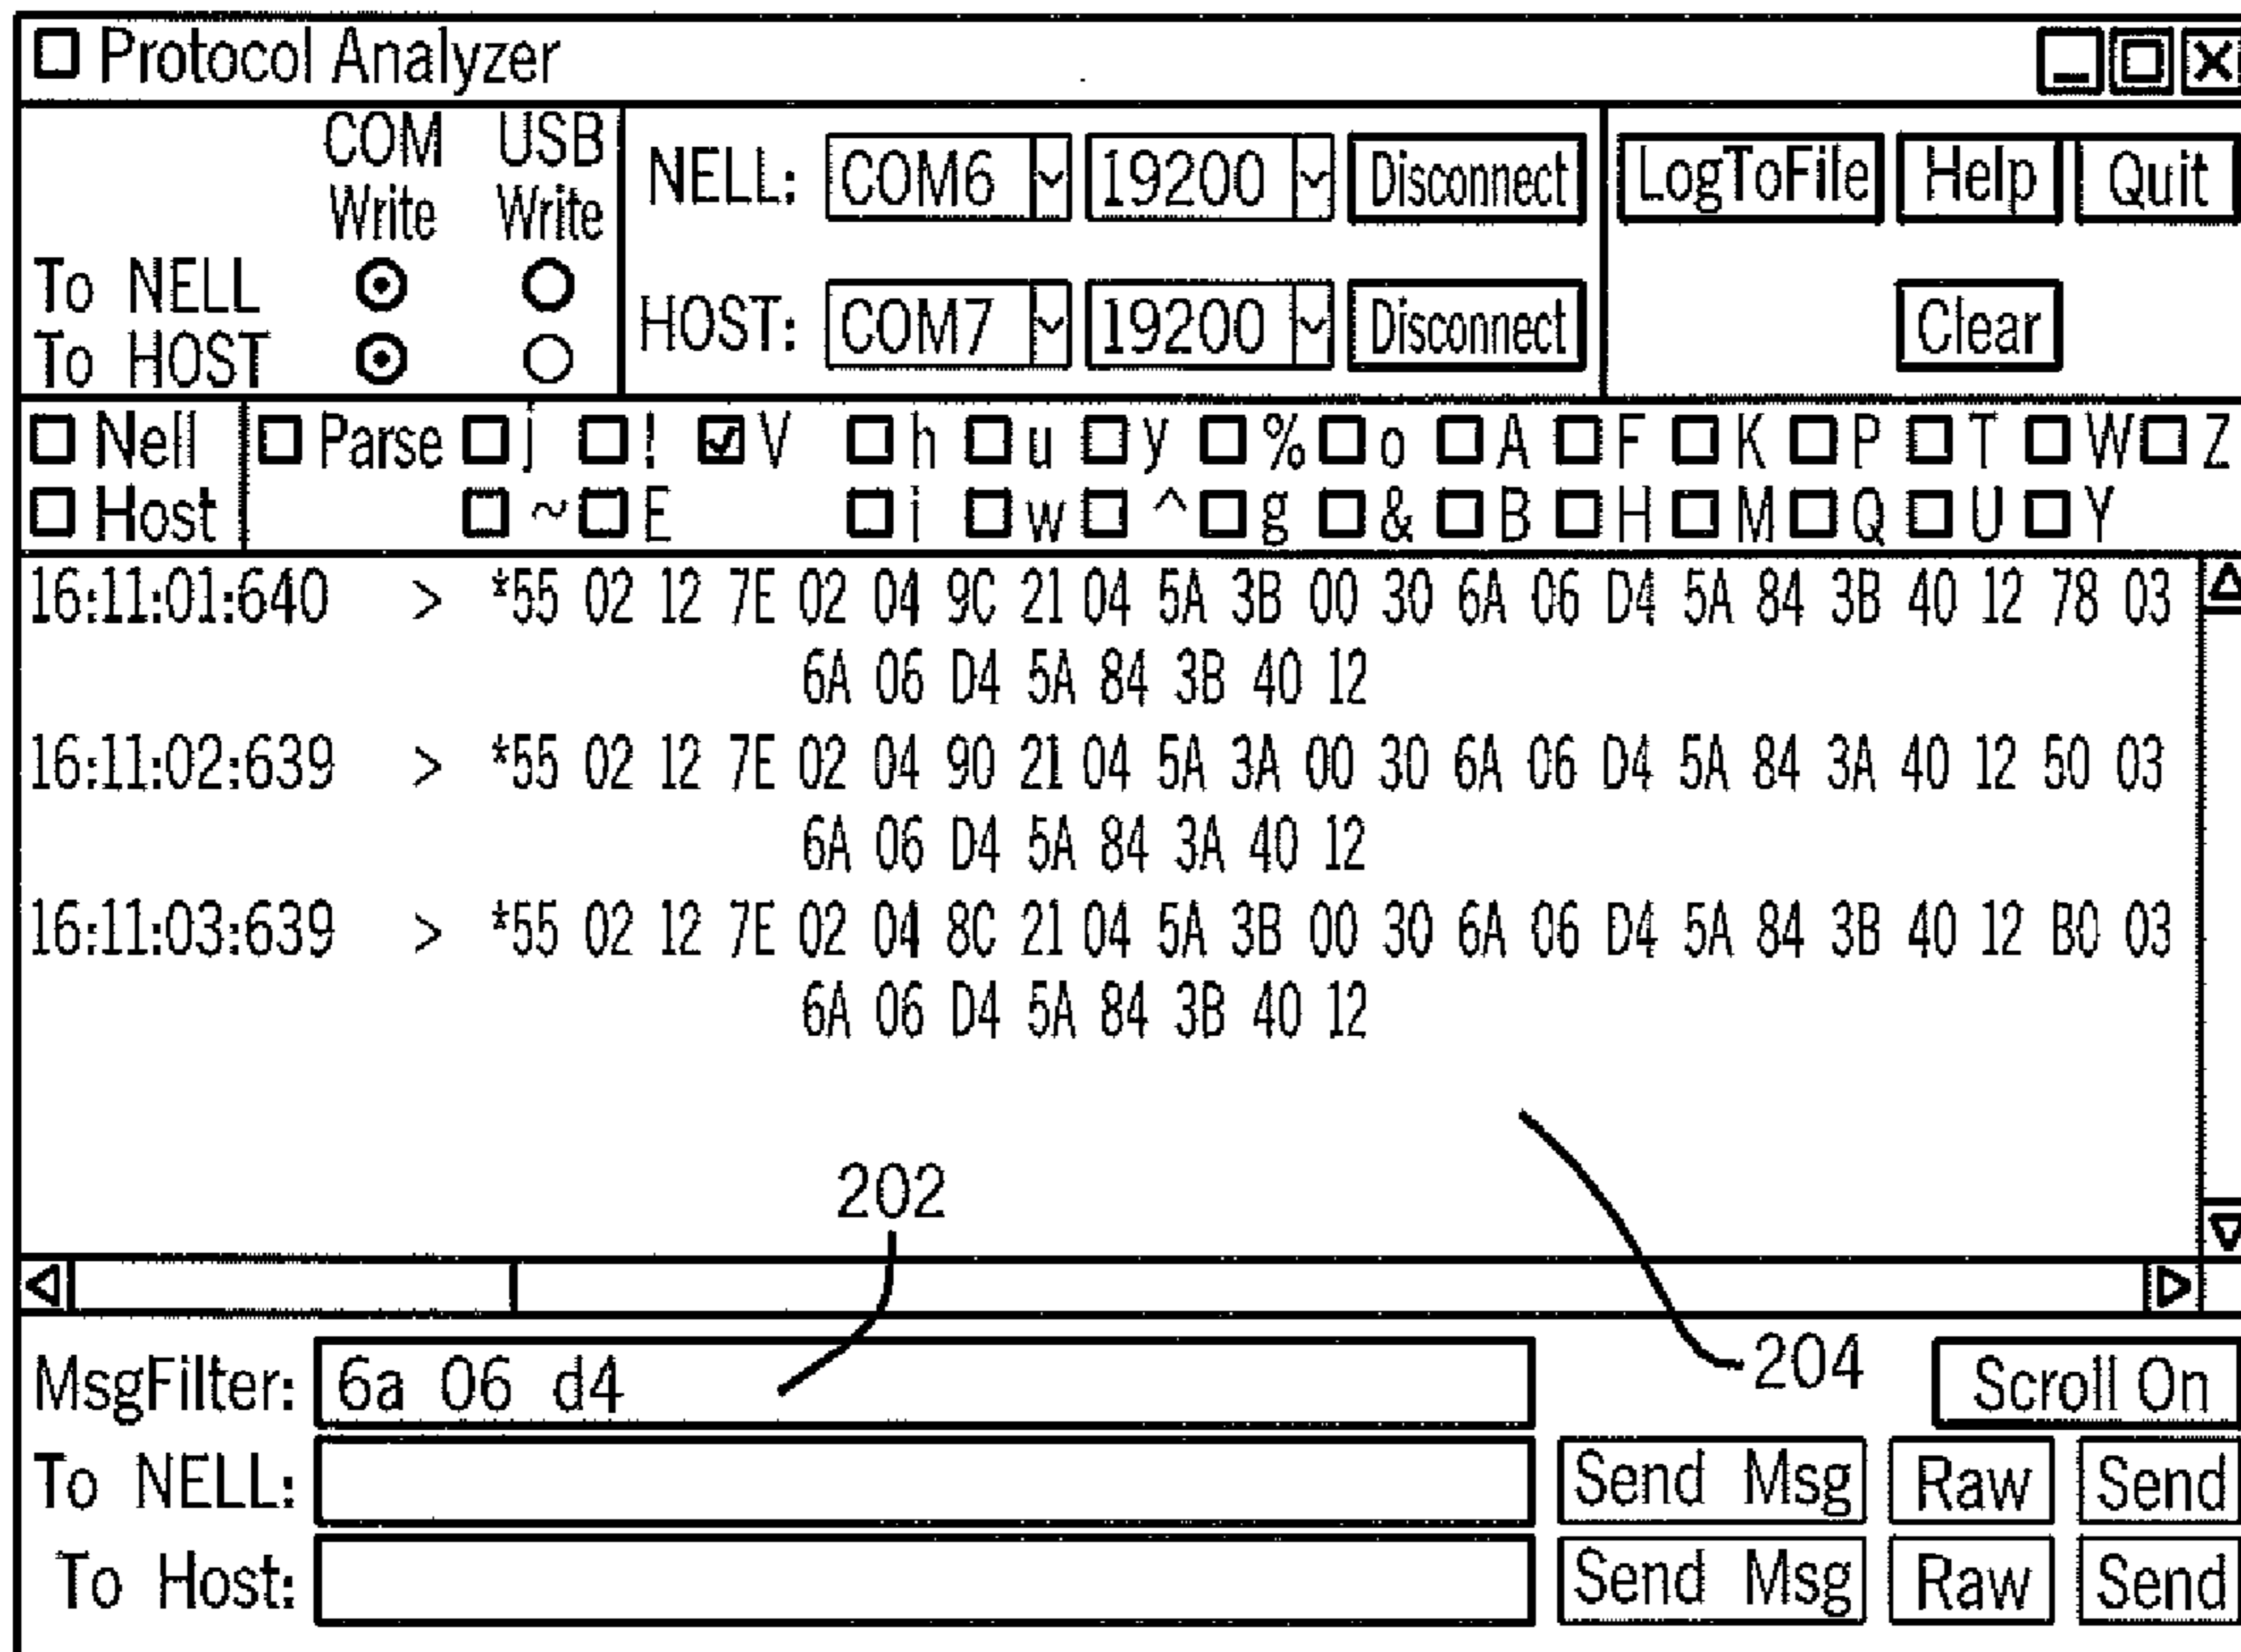 Protocol Analyzer
COM USB
Write Write
To NELL
To HOST
NELL: COM6 19200 Disconnect
HOST: COM7 19200 Disconnect
LogToFile Help Quit
Clear
Nell Parse j ! V h u y % o A F K P T W Z
Host ~ E i w ^ g & B H M Q U Y
16:11:01:640 > *55 02 12 7E 02 04 9C 21 04 5A 3B 00 30 6A 06 D4 5A 84 3B 40 12 78 03
6A 06 D4 5A 84 3B 40 12
16:11:02:639 > *55 02 12 7E 02 04 90 21 04 5A 3A 00 30 6A 06 D4 5A 84 3A 40 12 50 03
6A 06 D4 5A 84 3A 40 12
16:11:03:639 > *55 02 12 7E 02 04 8C 21 04 5A 3B 00 30 6A 06 D4 5A 84 3B 40 12 B0 03
6A 06 D4 5A 84 3B 40 12
202
204
MsgFilter: 6a 06 d4 Scroll On
To NELL: Send Msg Raw Send
To Host: Send Msg Raw Send